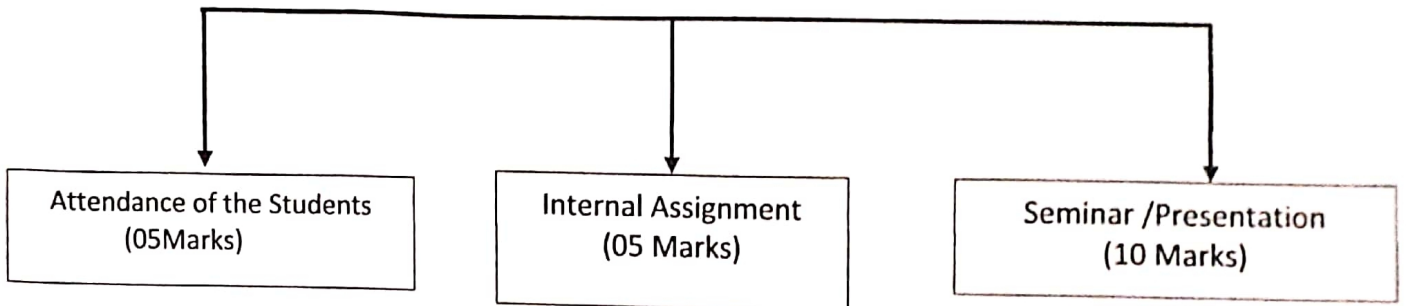 Attendance of the Students
(05Marks)
Internal Assignment
(05 Marks)
Seminar /Presentation
(10 Marks)